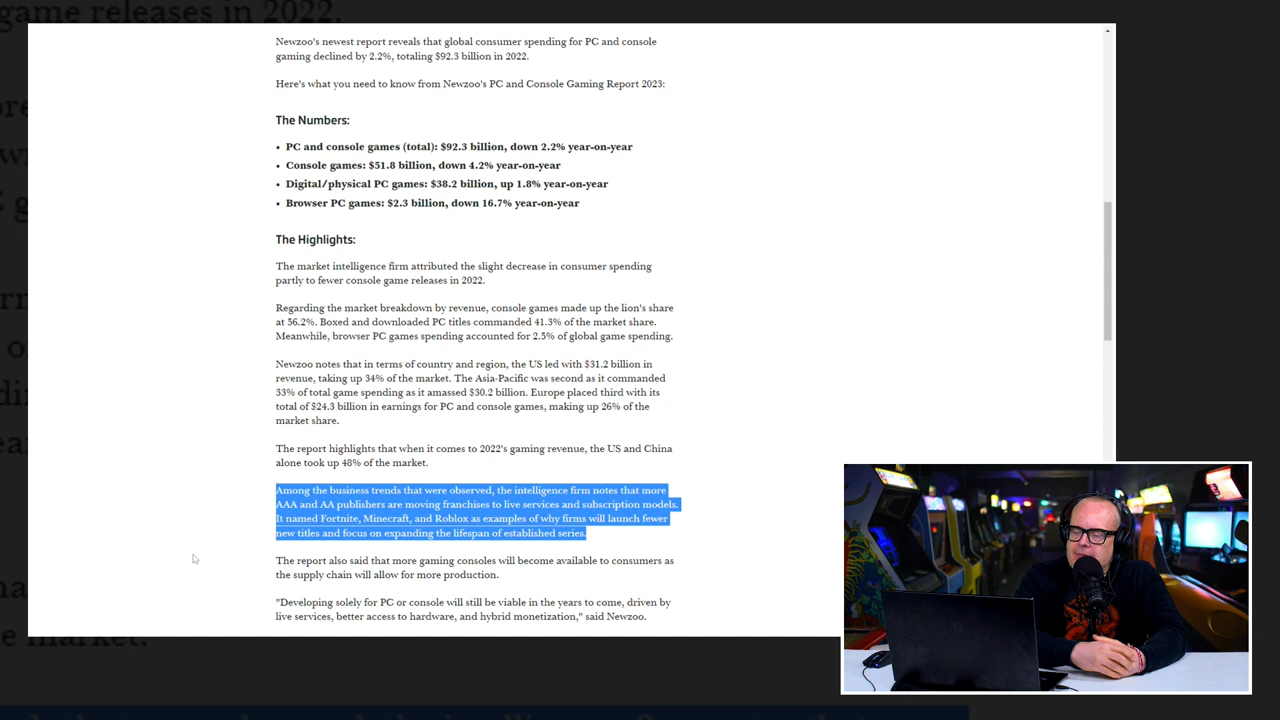 game releases in 2022.
Newzoo's newest report reveals that global consumer spending for PC and console
gaming declined by 2.2%, totaling $92.3 billion in 2022.
Here's what you need to know from Newzoo's PC and Console Gaming Report 2023:
The Numbers:
• PC and console games (total): $92.3 billion, down 2.2% year-on-year
• Console games: $51.8 billion, down 4.2% year-on-year
• Digital/physical PC games: $38.2 billion, up 1.8% year-on-year
• Browser PC games: $2.3 billion, down 16.7% year-on-year
The Highlights:
The market intelligence firm attributed the slight decrease in consumer spending
partly to fewer console game releases in 2022.
Regarding the market breakdown by revenue, console games made up the lion's share
at 56.2%. Boxed and downloaded PC titles commanded 41.3% of the market share.
Meanwhile, browser PC games spending accounted for 2.5% of global game spending.
Newzoo notes that in terms of country and region, the US led with $31.2 billion in
revenue, taking up 34% of the market. The Asia-Pacific was second as it commanded
33% of total game spending as it amassed $30.2 billion. Europe placed third with its
total of $24.3 billion in earnings for PC and console games, making up 26% of the
market share.
The report highlights that when it comes to 2022's gaming revenue, the US and China
alone took up 48% of the market.
Among the business trends that were observed, the intelligence firm notes that more
AAA and AA publishers are moving franchises to live services and subscription models.
It named Fortnite, Minecraft, and Roblox as examples of why firms will launch fewer
new titles and focus on expanding the lifespan of established series.
The report also said that more gaming consoles will become available to consumers as
the supply chain will allow for more production.
"Developing solely for PC or console will still be viable in the years to come, driven by
live services, better access to hardware, and hybrid monetization," said Newzoo.
e market.